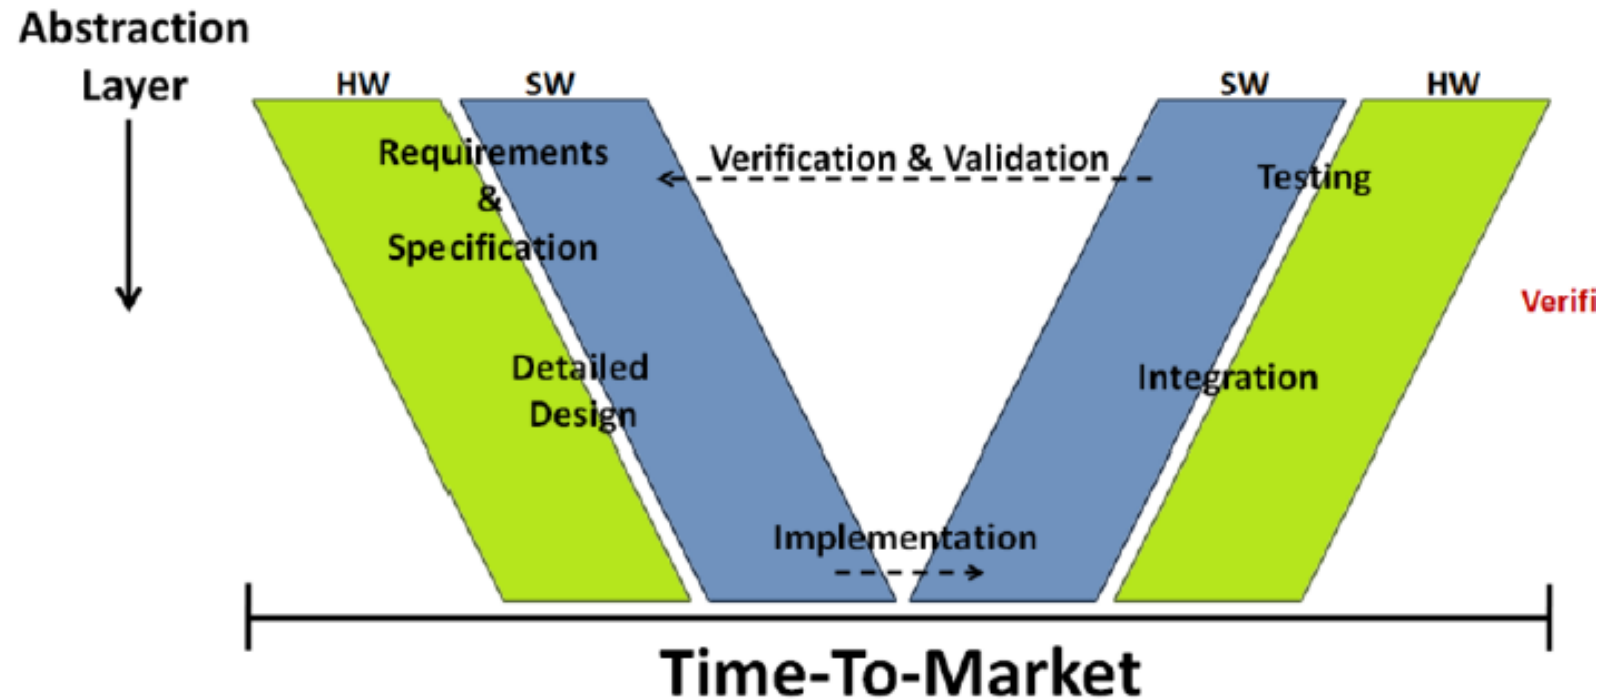 Abstraction
Layer
HW
SW
SW
HW
Requirements
&
Specification
Verification & Validation
Testing
Verifi
Detailed
Design
Integration
Implementation
Time-To-Market